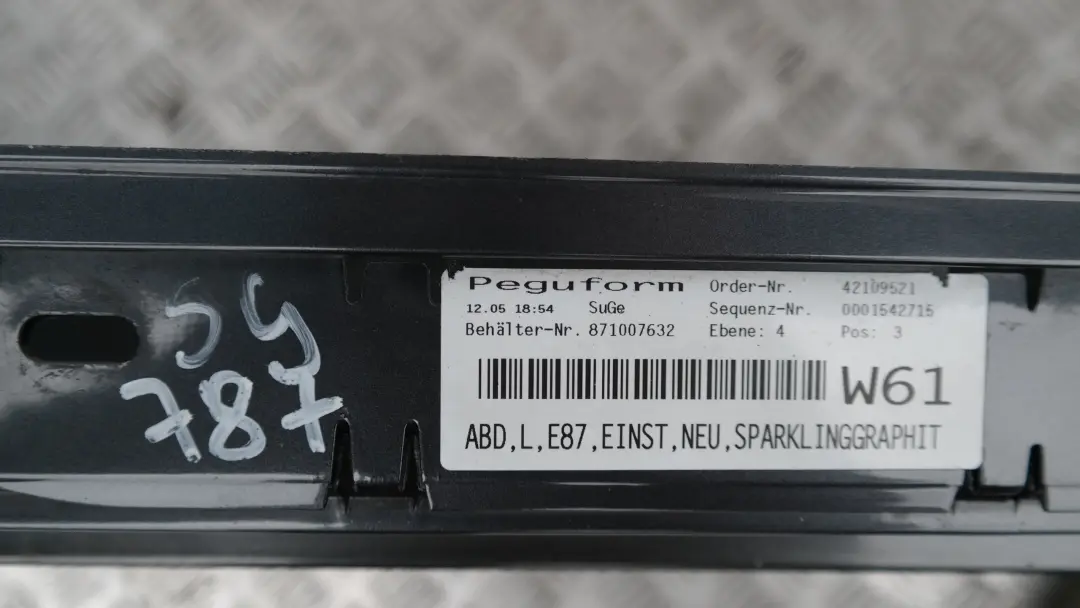 Peguform Order-Nr. 42109521
12.05 18:54 SuGe Sequenz-Nr. 0001542715
Behälter-Nr. 871007632 Ebene: 4 Pos: 3
W61
ABD,L,E87,EINST,NEU,SPARKLINGGRAPHIT
787